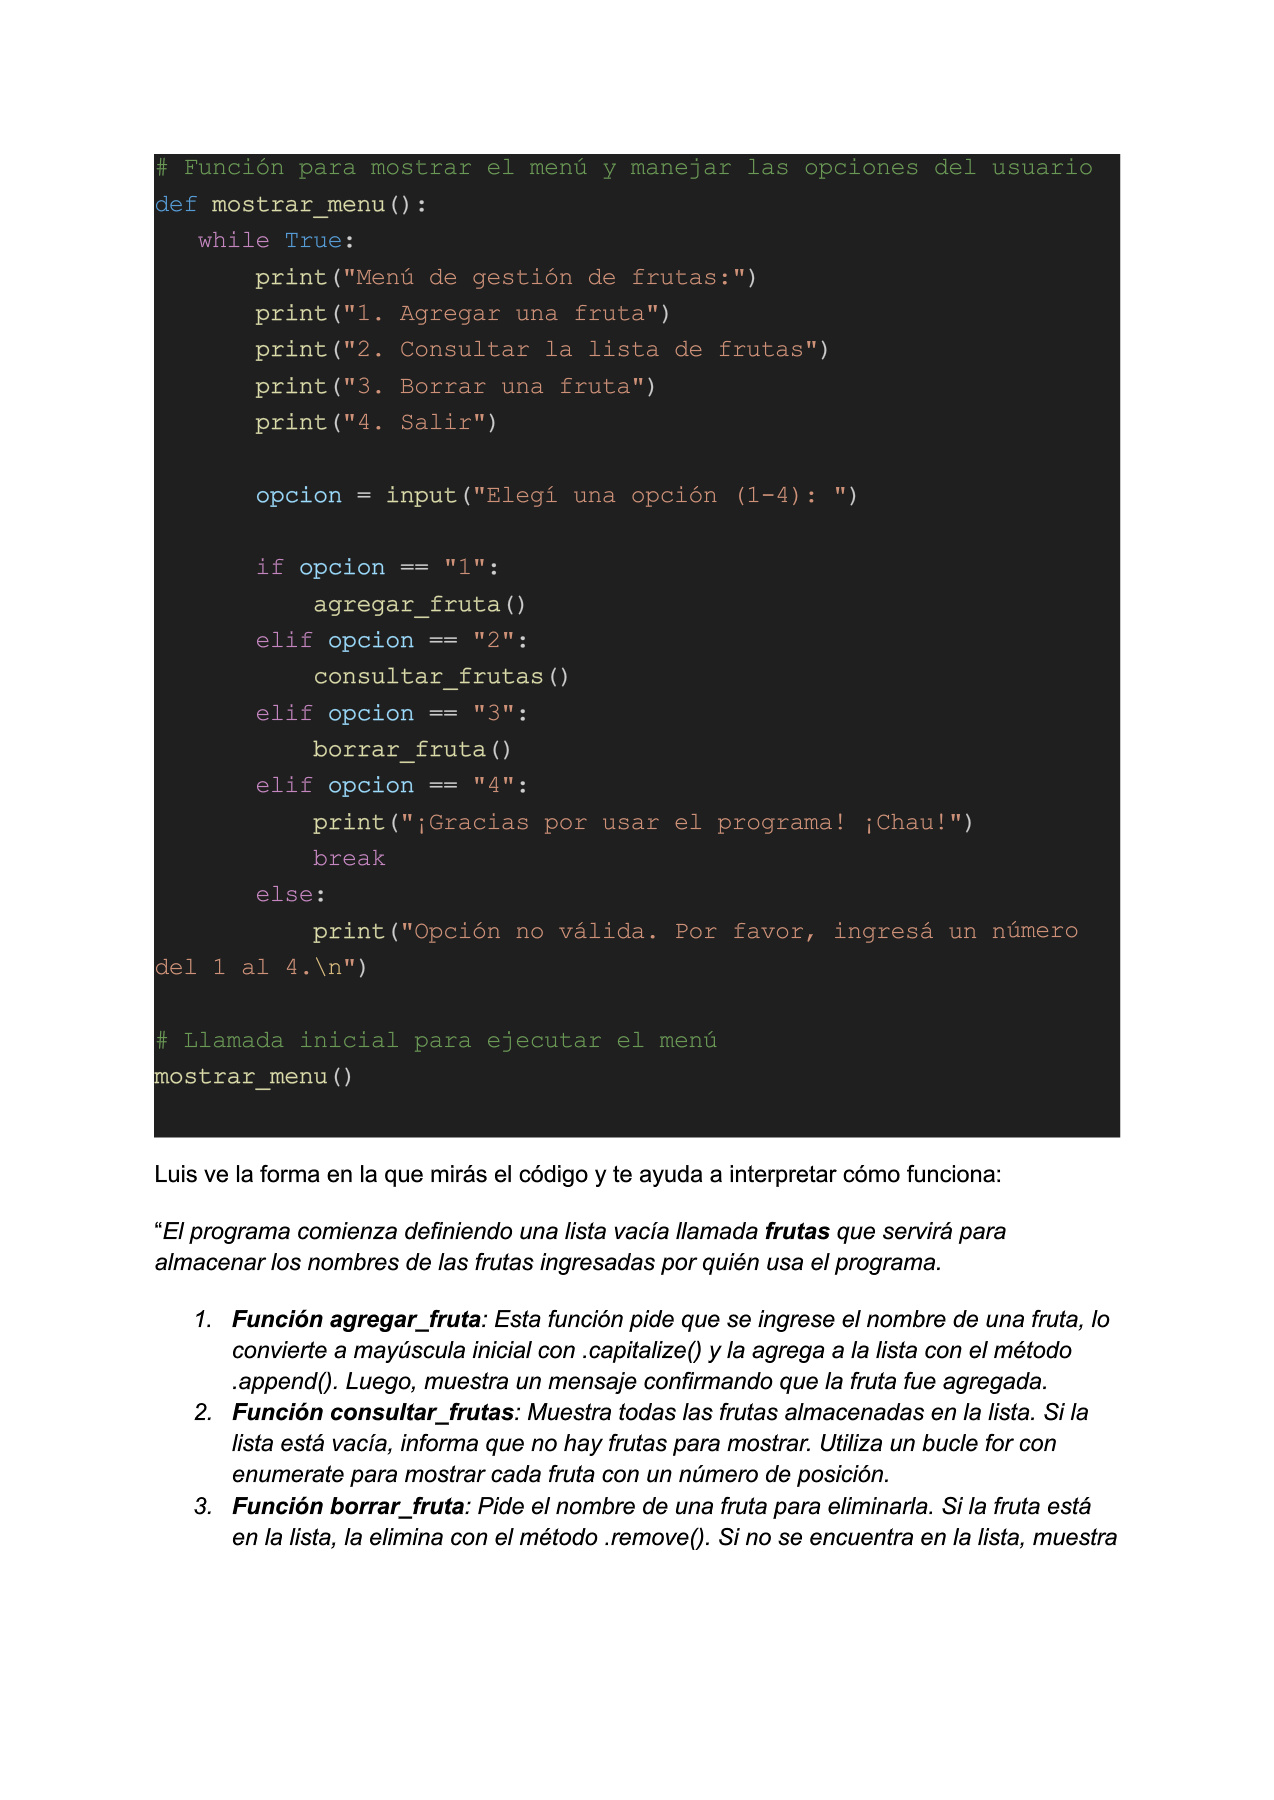 # Función para mostrar el menú y manejar las opciones del usuario
def mostrar_menu():
   while True:
       print("Menú de gestión de frutas:")
       print("1. Agregar una fruta")
       print("2. Consultar la lista de frutas")
       print("3. Borrar una fruta")
       print("4. Salir")

       opcion = input("Elegí una opción (1-4): ")

       if opcion == "1":
           agregar_fruta()
       elif opcion == "2":
           consultar_frutas()
       elif opcion == "3":
           borrar_fruta()
       elif opcion == "4":
           print("¡Gracias por usar el programa! ¡Chau!")
           break
       else:
           print("Opción no válida. Por favor, ingresá un número
del 1 al 4.\n")

# Llamada inicial para ejecutar el menú
mostrar_menu()

Luis ve la forma en la que mirás el código y te ayuda a interpretar cómo funciona:
“El programa comienza definiendo una lista vacía llamada frutas que servirá para
almacenar los nombres de las frutas ingresadas por quién usa el programa.
1. Función agregar_fruta: Esta función pide que se ingrese el nombre de una fruta, lo
convierte a mayúscula inicial con .capitalize() y la agrega a la lista con el método
.append(). Luego, muestra un mensaje confirmando que la fruta fue agregada.
2. Función consultar_frutas: Muestra todas las frutas almacenadas en la lista. Si la
lista está vacía, informa que no hay frutas para mostrar. Utiliza un bucle for con
enumerate para mostrar cada fruta con un número de posición.
3. Función borrar_fruta: Pide el nombre de una fruta para eliminarla. Si la fruta está
en la lista, la elimina con el método .remove(). Si no se encuentra en la lista, muestra